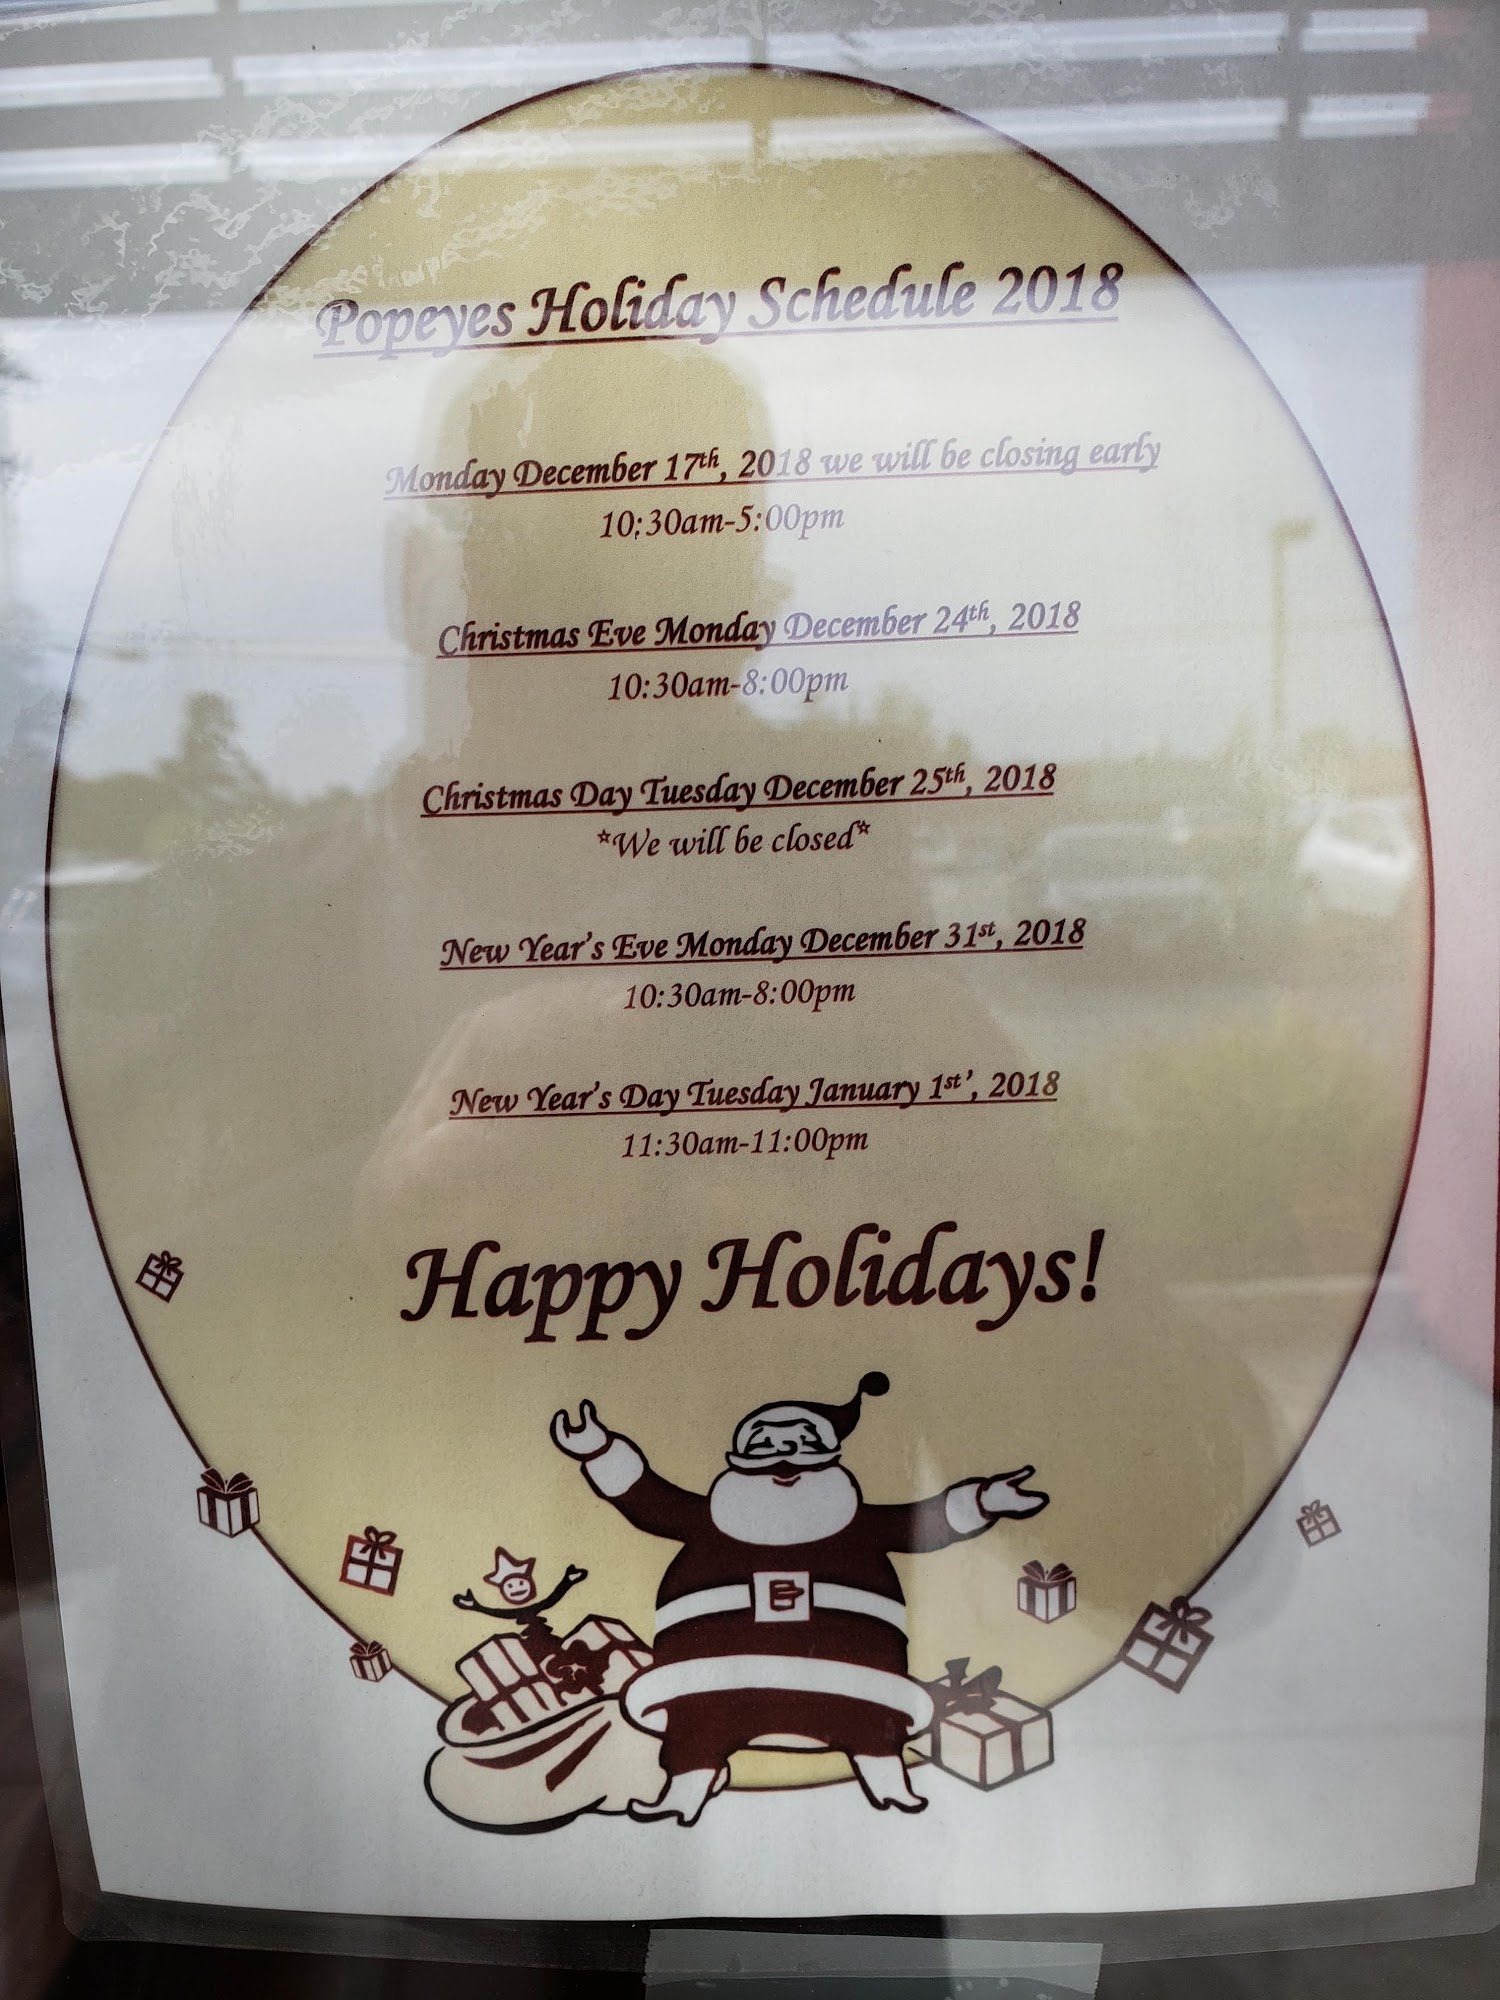 Popeyes Holiday Schedule 2018
Monday December 17th, 2018 we will be closing early
10:30am-5:00pm
Christmas Eve Monday December 24th, 2018
10:30am-8:00pm
Christmas Day Tuesday December 25th, 2018
*We will be closed*
New Year's Eve Monday December 31st, 2018
10:30am-8:00pm
New Year's Day Tuesday January 1st', 2018
11:30am-11:00pm
Happy Holidays!